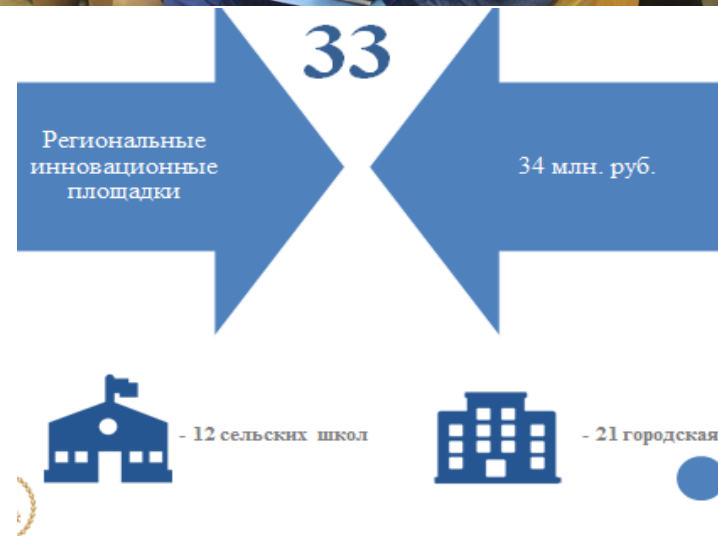 33
Региональные
инновационные
площадки
34 млн. руб.
- 12 сельских школ
- 21 городская